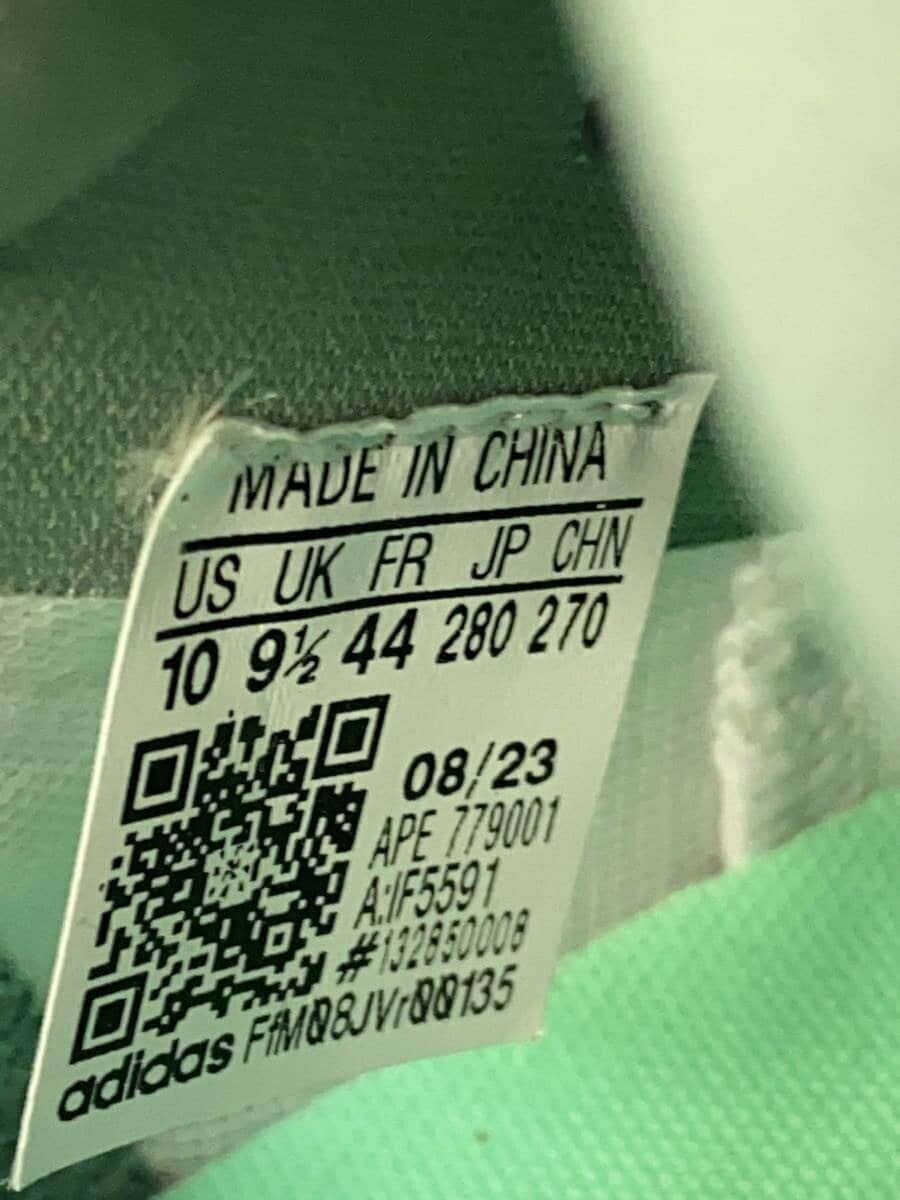 MADE IN CHINA
US UK FR JP CHN
10 9½ 44 280 270
08/23
APE 779001
A:IF5591
#132850008
adidas FfM08JVr00135